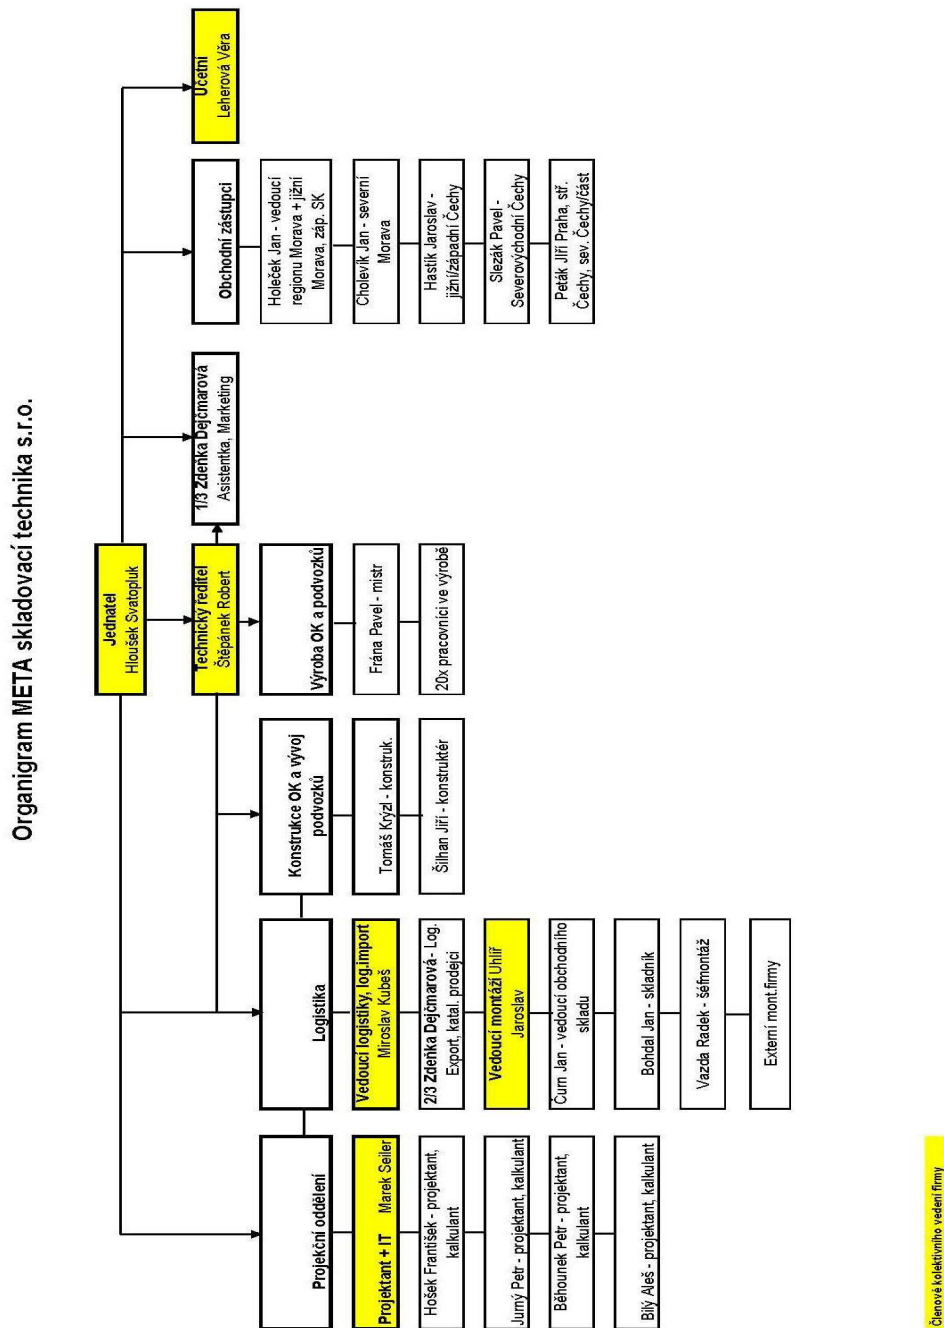 Organigram META skladovací technika s.r.o.
Jednatel
Hloušek Svatopluk
Technický ředitel
Štěpánek Robert
1/3 Zdeňka Dejčmarová
Asistentka, Marketing
Obchodní zástupci
Účetní
Leherová Věra
Projekční oddělení
Logistika
Konstrukce OK a vývoj
podvozků
Výroba OK a podvozků
Holeček Jan - vedoucí
regionu Morava + jižní
Morava, záp. SK
Projektant + IT Marek Seiler
Vedoucí logistiky, log.import
Miroslav Kubeš
Tomáš Krýzl - konstruk.
Frána Pavel - mistr
Cholevík Jan - severní
Morava
Hošek František - projektant,
kalkulant
2/3 Zdeňka Dejčmarová- Log.
Export, katal. prodejci
Šilhan Jiří - konstruktér
20x pracovníci ve výrobě
Hastík Jaroslav -
jižní/západní Čechy
Jurný Petr - projektant, kalkulant
Vedoucí montáží Uhlíř
Jaroslav
Slezák Pavel -
Severovýchodní Čechy
Běhounek Petr - projektant,
kalkulant
Čurn Jan - vedoucí obchodního
skladu
Peták Jiří Praha, stř.
Čechy, sev. Čechy/část
Bílý Aleš - projektant, kalkulant
Bohdal Jan - skladník
Vazda Radek - šéfmontáž
Externí mont.firmy
Členové kolektivního vedení firmy